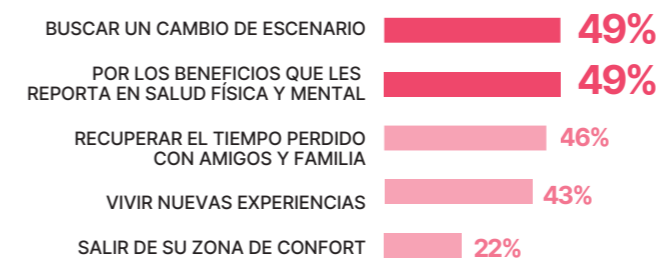 BUSCAR UN CAMBIO DE ESCENARIO 49%
POR LOS BENEFICIOS QUE LES
REPORTA EN SALUD FÍSICA Y MENTAL 49%
RECUPERAR EL TIEMPO PERDIDO
CON AMIGOS Y FAMILIA 46%
VIVIR NUEVAS EXPERIENCIAS 43%
SALIR DE SU ZONA DE CONFORT 22%